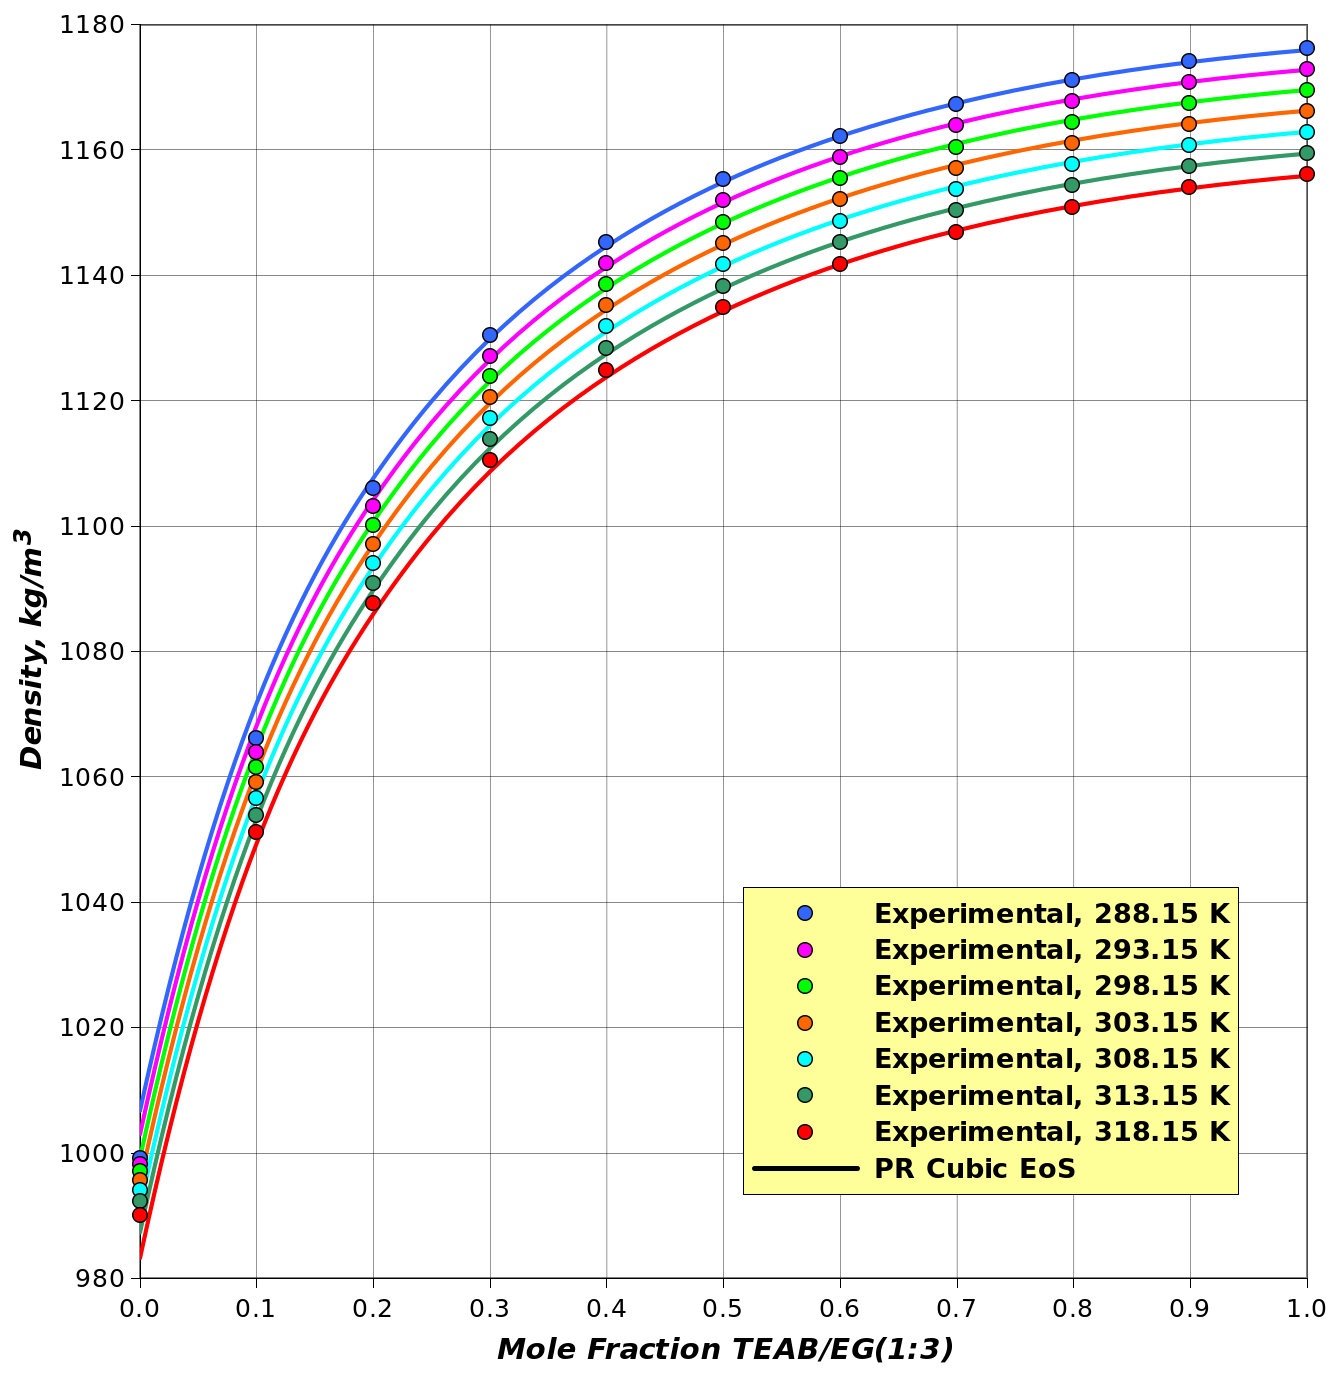 1180
1160
1140
1120
1100
1080
1060
1040
1020
1000
980
Density, kg/m³
0.0 0.1 0.2 0.3 0.4 0.5 0.6 0.7 0.8 0.9 1.0
Mole Fraction TEAB/EG(1:3)
Experimental, 288.15 K
Experimental, 293.15 K
Experimental, 298.15 K
Experimental, 303.15 K
Experimental, 308.15 K
Experimental, 313.15 K
Experimental, 318.15 K
PR Cubic EoS